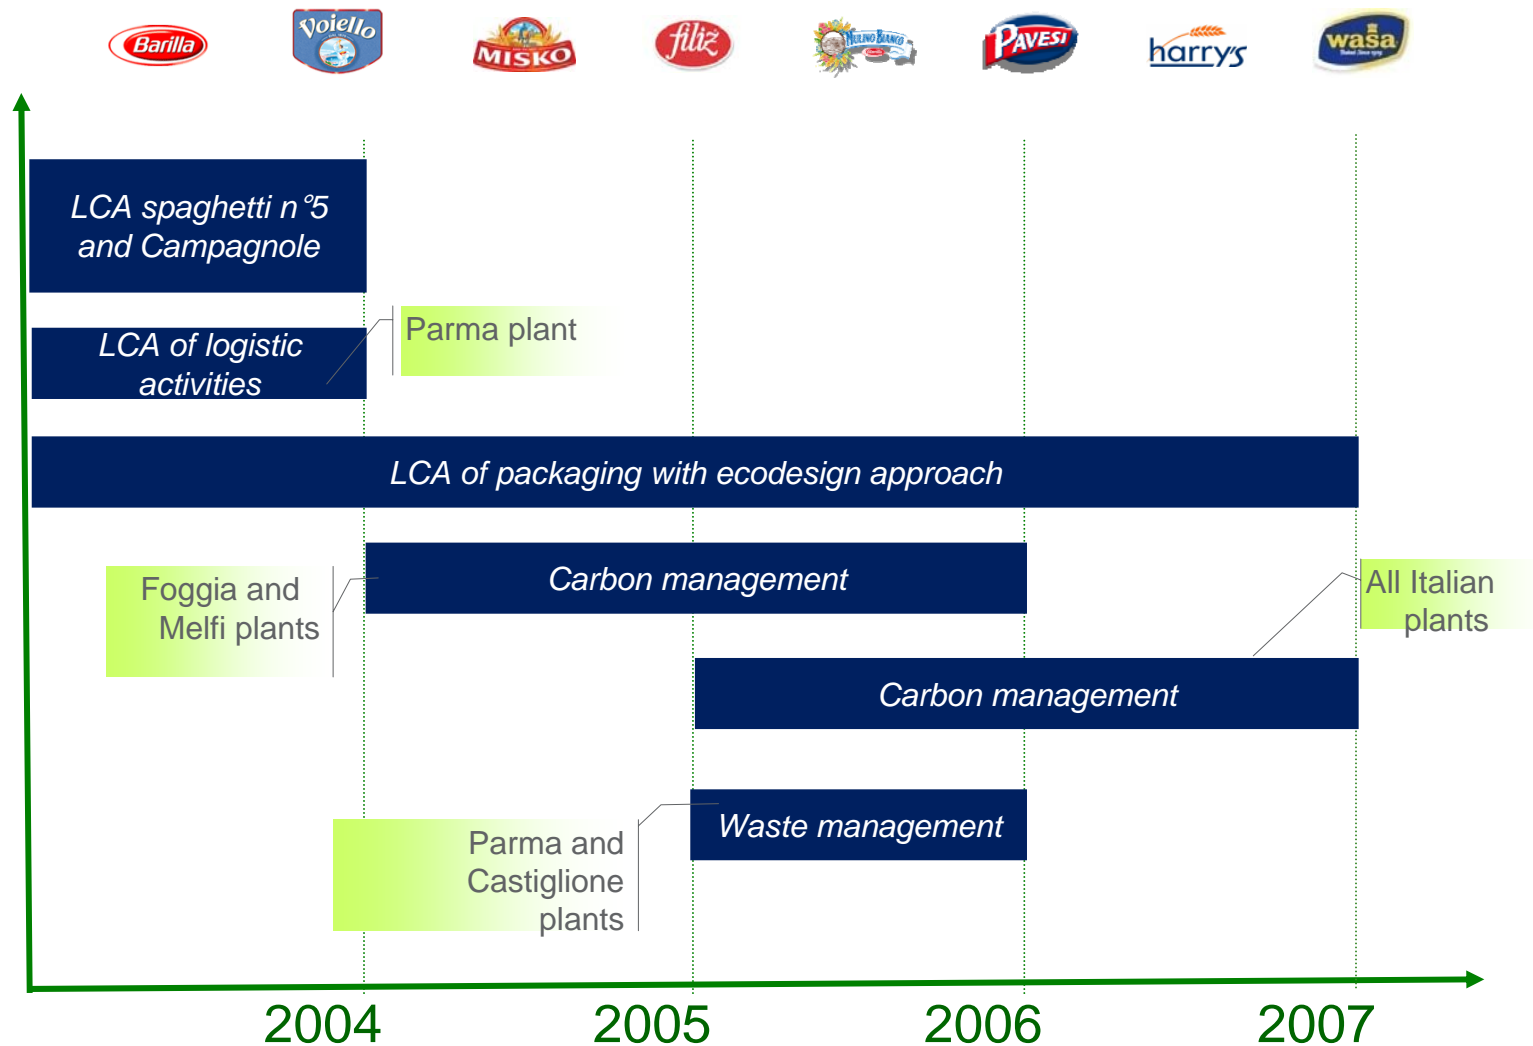 Barilla
Voiello
MISKO
filiz
MULINO BIANCO
Barilla
PAVESI
harry's
wasa
LCA spaghetti n°5
and Campagnole
LCA of logistic
activities
Parma plant
LCA of packaging with ecodesign approach
Carbon management
Foggia and
Melfi plants
All Italian
plants
Carbon management
Waste management
Parma and
Castiglione
plants
2004
2005
2006
2007